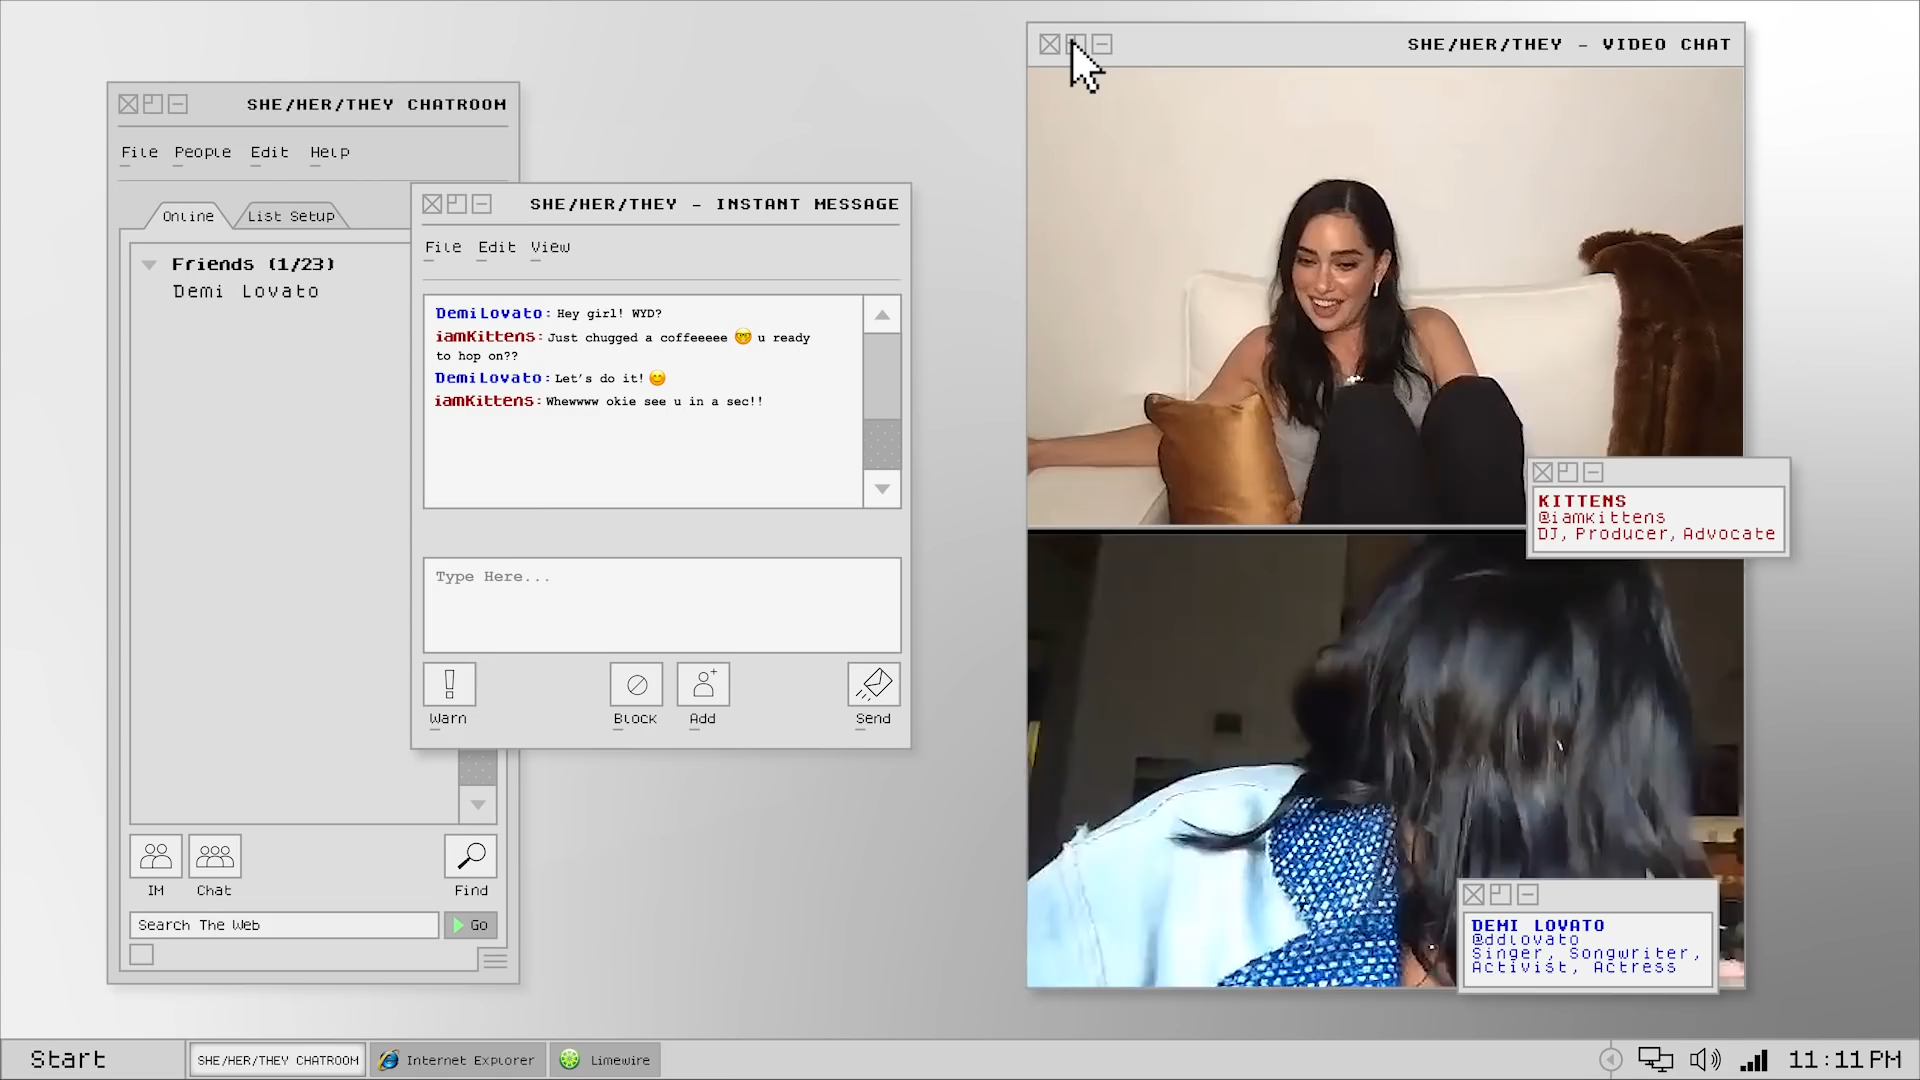 SHE/HER/THEY CHATROOM
File People Edit Help
Online List Setup
Friends (1/23)
Demi Lovato
IM Chat Find
Search The Web Go
SHE/HER/THEY - INSTANT MESSAGE
File Edit View
DemiLovato: Hey girl! WYD?
iamKittens: Just chugged a coffeeeee 🤓 u ready
to hop on??
DemiLovato: Let's do it! 😊
iamKittens: Whewwww okie see u in a sec!!
Type Here...
Warn Block Add Send
SHE/HER/THEY - VIDEO CHAT
KITTENS
@iamkittens
DJ, Producer, Advocate
DEMI LOVATO
@ddlovato
Singer, Songwriter,
Activist, Actress
Start SHE/HER/THEY CHATROOM Internet Explorer Limewire 11:11 PM